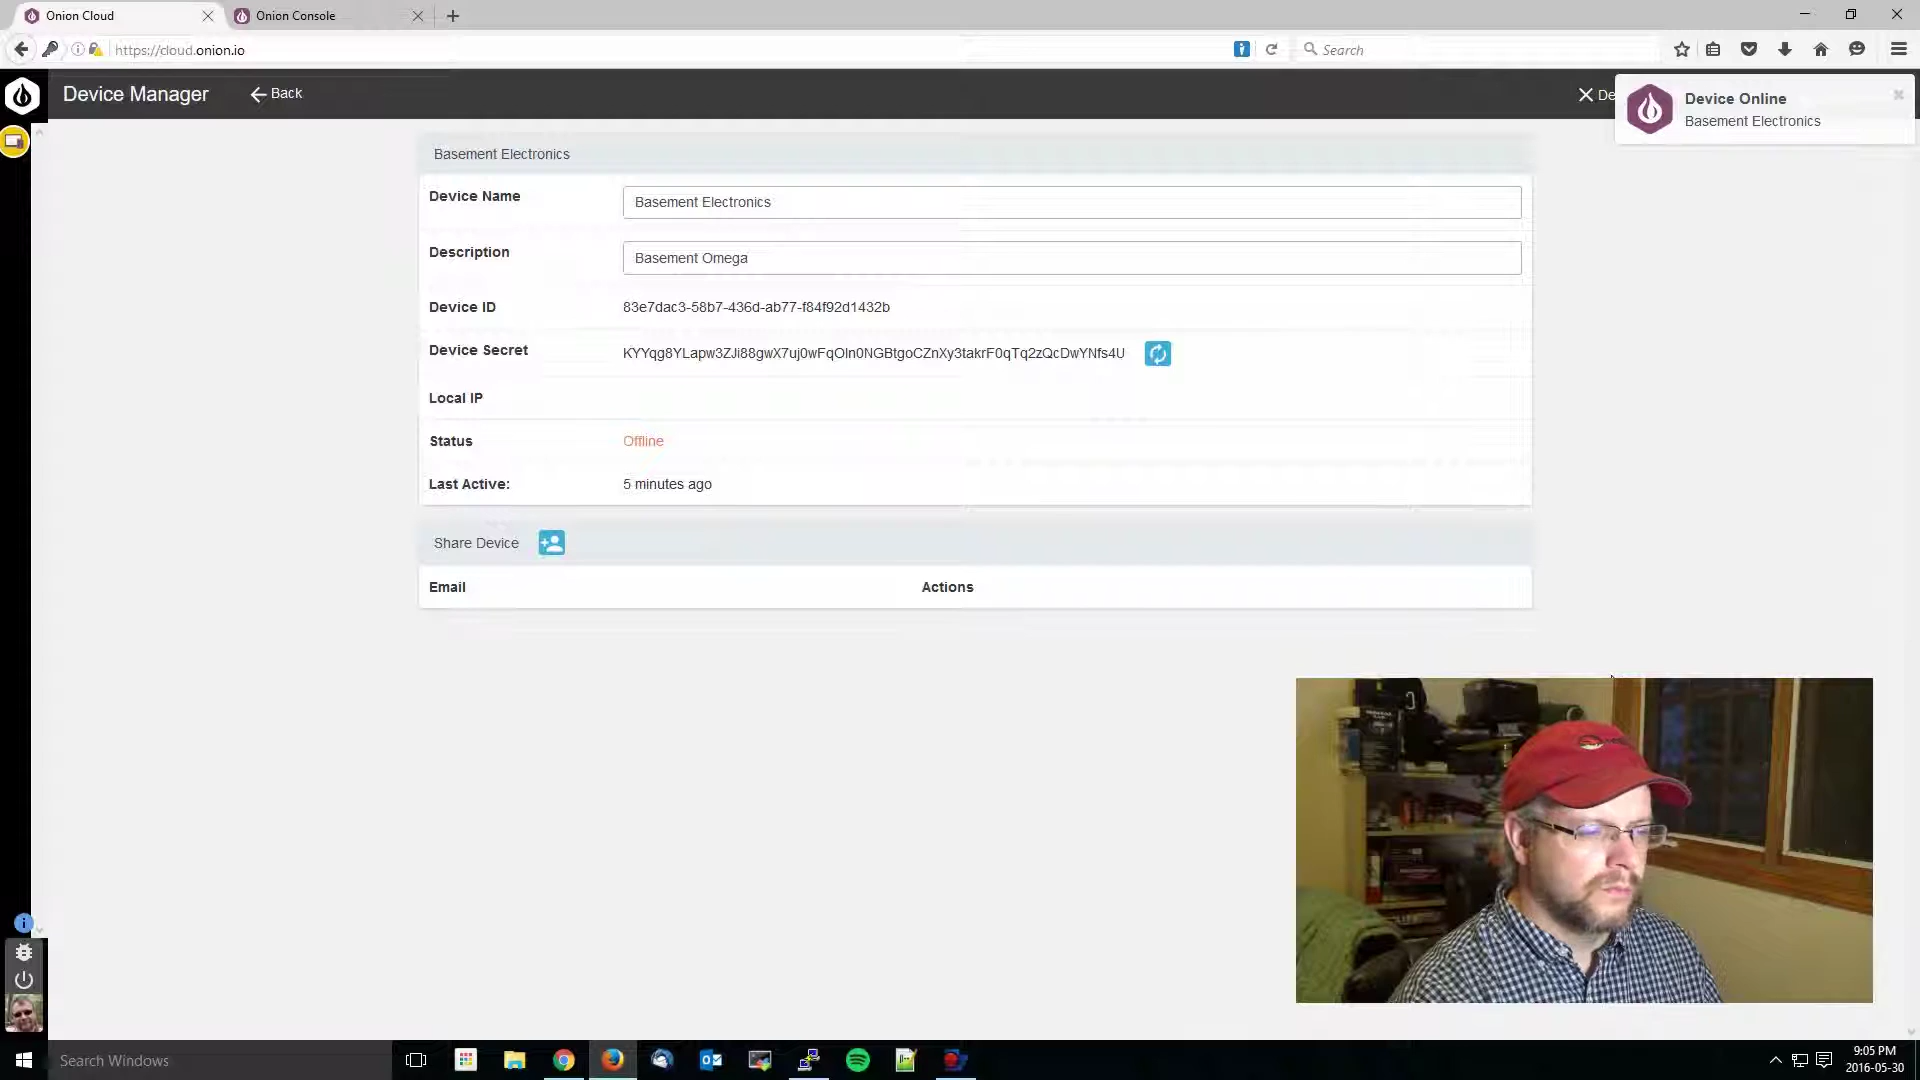 Onion Cloud
Onion Console
https://cloud.onion.io
Search
Device Manager
Back
De
Device Online
Basement Electronics
Basement Electronics
Device Name
Basement Electronics
Description
Basement Omega
Device ID
83e7dac3-58b7-436d-ab77-f84f92d1432b
Device Secret
KYYqg8YLapw3ZJi88gwX7uj0wFqOln0NGBtgoCZnXy3takrF0qTq2zQcDwYNfs4U
Local IP
Status
Offline
Last Active:
5 minutes ago
Share Device
Email
Actions
Search Windows
9:05 PM
2016-05-30